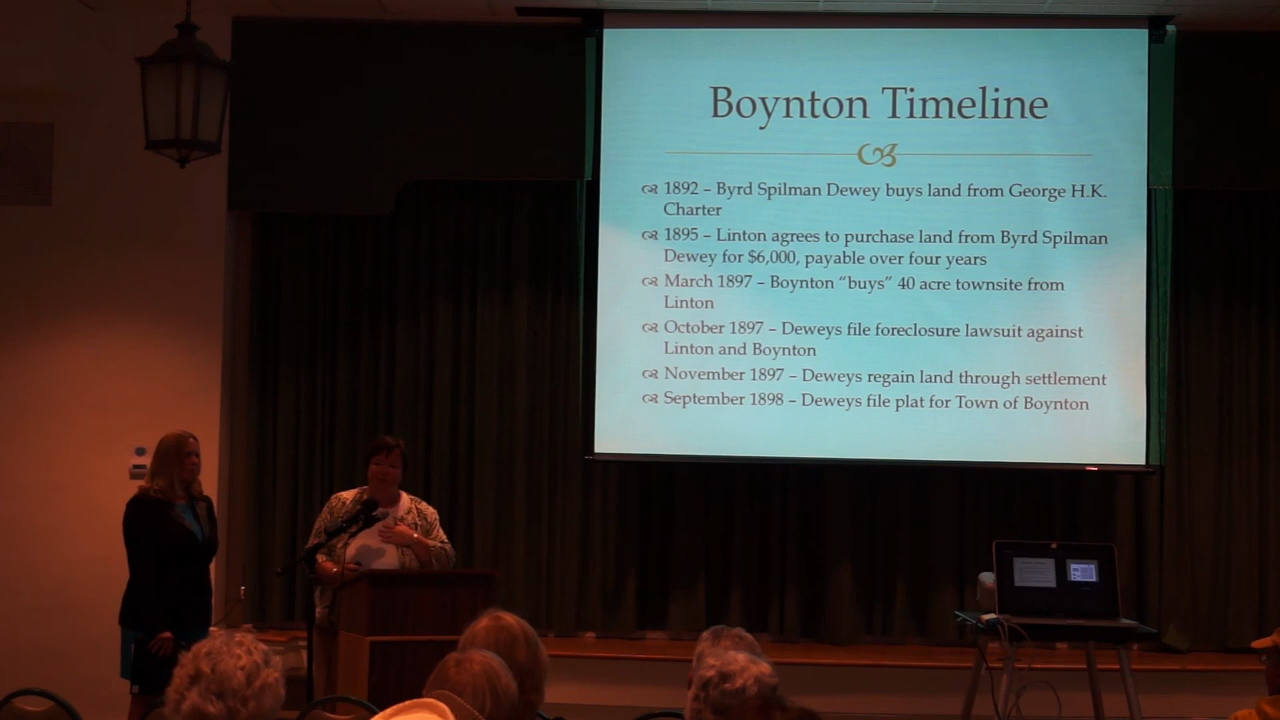 Boynton Timeline
1892 – Byrd Spilman Dewey buys land from George H.K.
Charter
1895 – Linton agrees to purchase land from Byrd Spilman
Dewey for $6,000, payable over four years
March 1897 – Boynton “buys” 40 acre townsite from
Linton
October 1897 – Deweys file foreclosure lawsuit against
Linton and Boynton
November 1897 – Deweys regain land through settlement
September 1898 – Deweys file plat for Town of Boynton